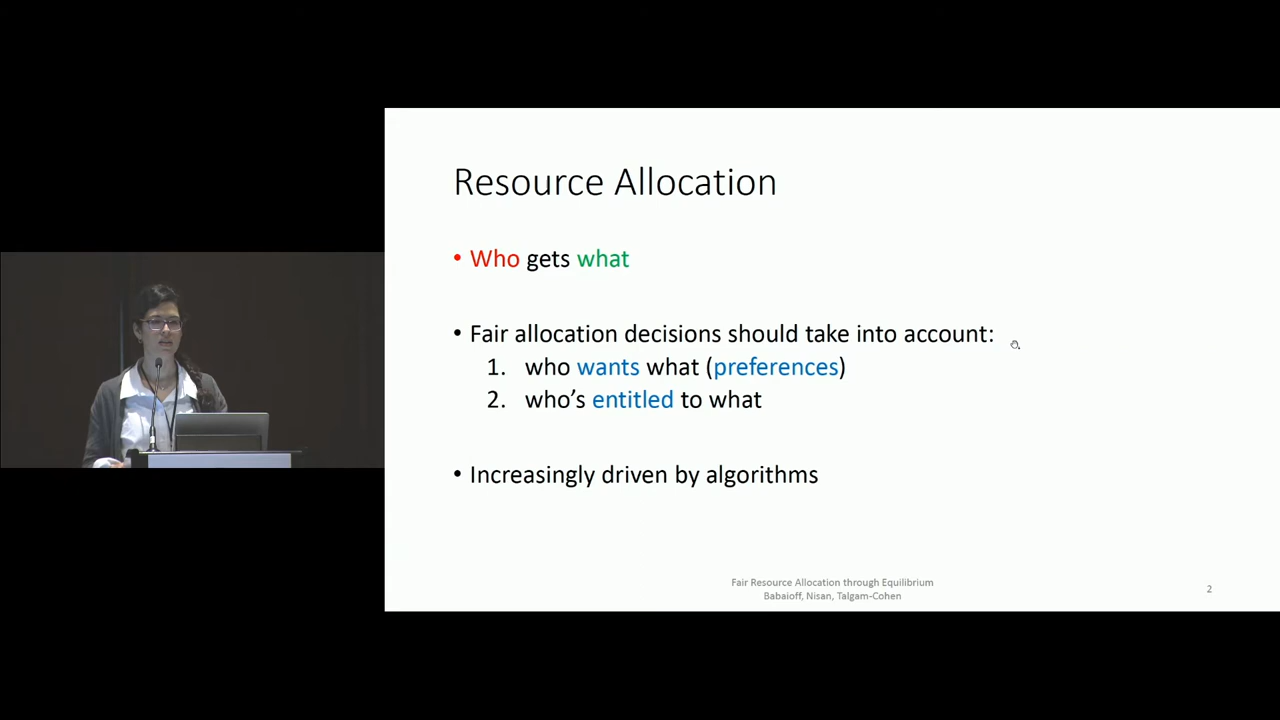 Resource Allocation
• Who gets what
• Fair allocation decisions should take into account:
1. who wants what (preferences)
2. who's entitled to what
• Increasingly driven by algorithms
Fair Resource Allocation through Equilibrium
Babaioff, Nisan, Talgam-Cohen
2